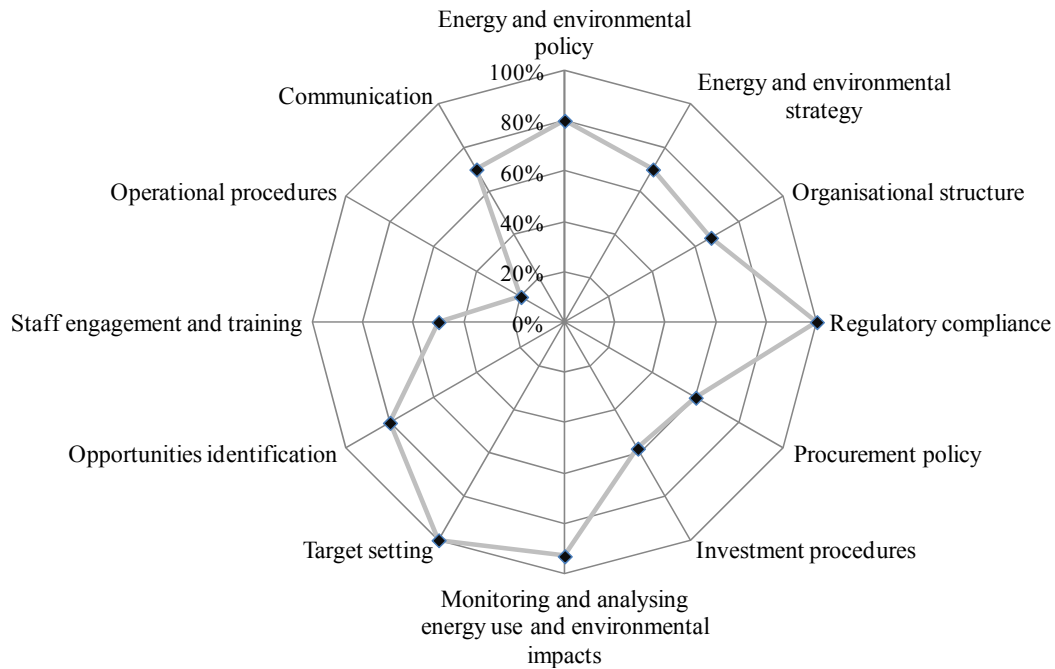 Energy and environmental
policy
100%
Energy and environmental
strategy
Communication
80%
Operational procedures
Organisational structure
60%
40%
20%
Staff engagement and training
0%
Regulatory compliance
Opportunities identification
Procurement policy
Target setting
Investment procedures
Monitoring and analysing
energy use and environmental
impacts